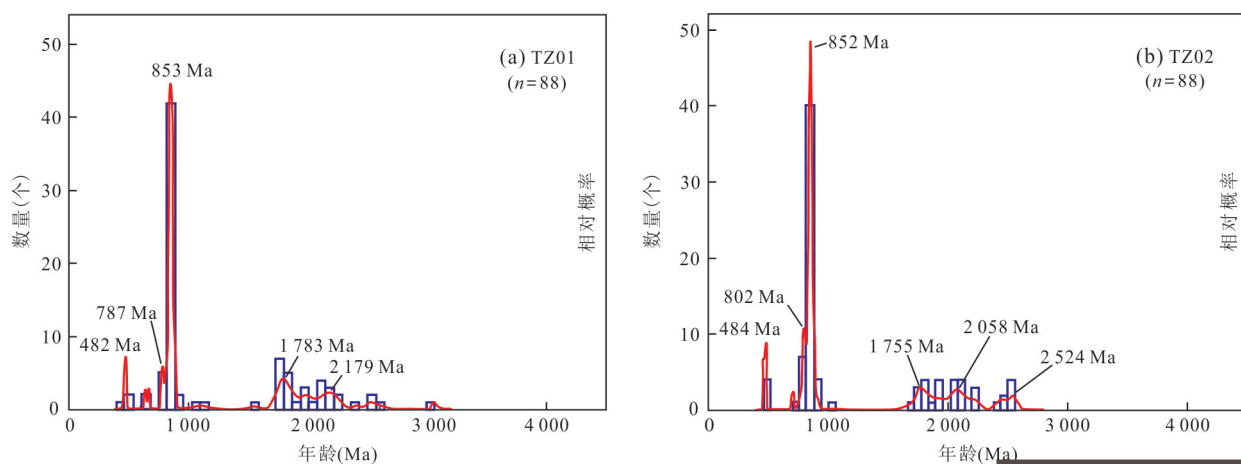 50
40
30
20
10
0
数量(个)
(a) TZ01
(n=88)
853 Ma
787 Ma
482 Ma
1 783 Ma
2 179 Ma
相对概率
0
1 000
2 000
3 000
4 000
年龄(Ma)
50
40
30
20
10
0
数量(个)
(b) TZ02
(n=88)
852 Ma
802 Ma
484 Ma
1 755 Ma
2 058 Ma
2 524 Ma
相对概率
0
1 000
2 000
3 000
4 000
年龄(Ma)